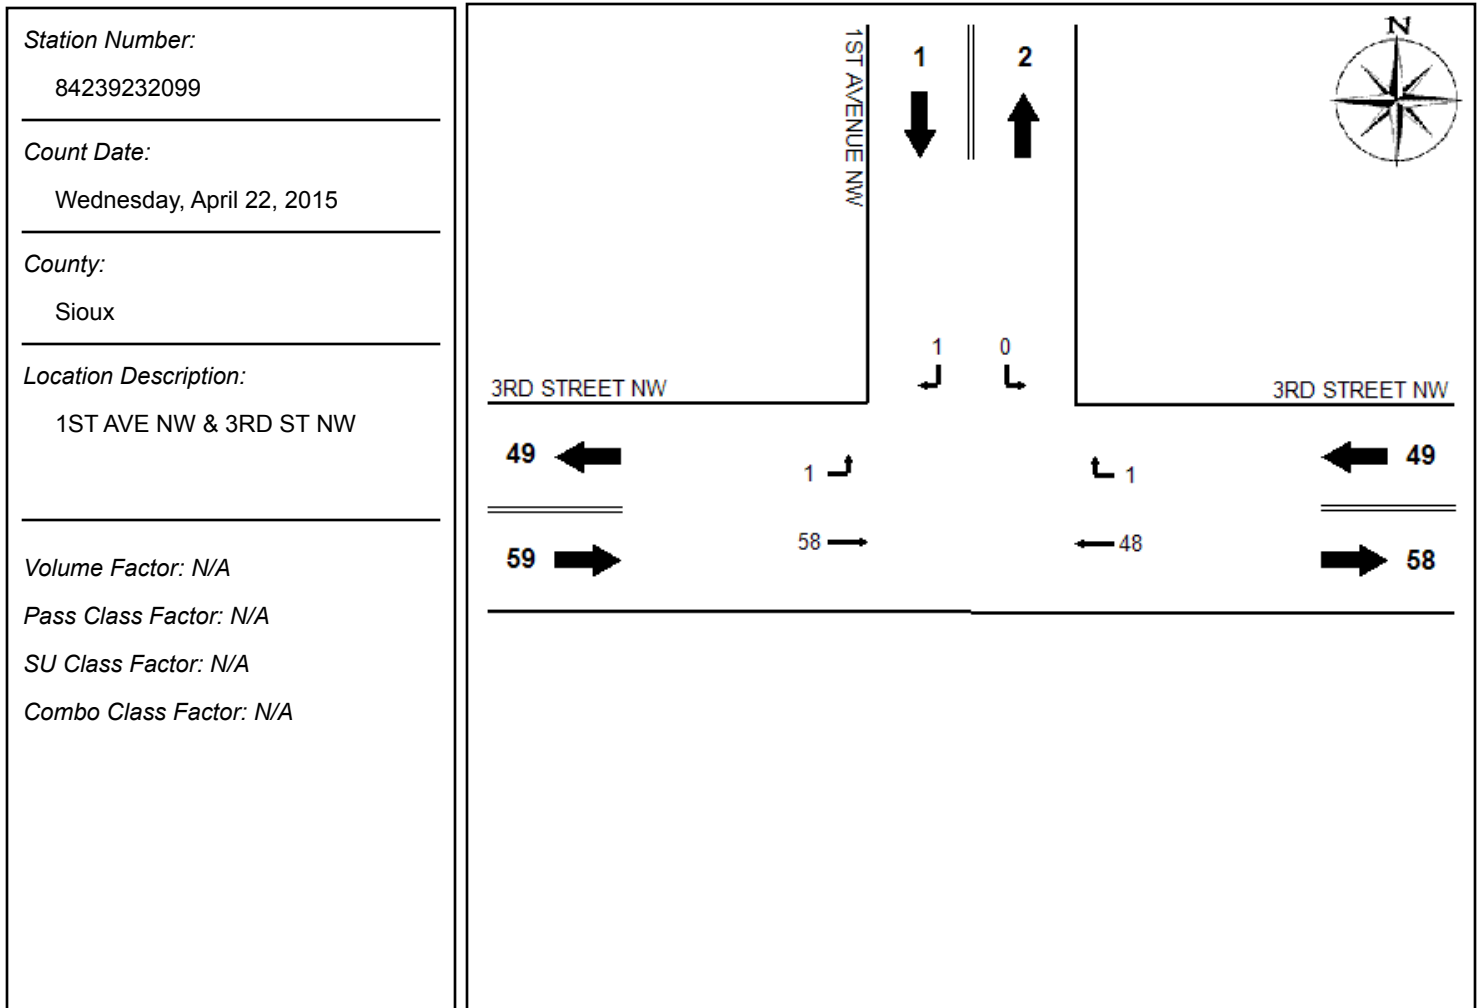 Station Number:
84239232099
Count Date:
Wednesday, April 22, 2015
County:
Sioux
Location Description:
1ST AVE NW & 3RD ST NW
Volume Factor: N/A
Pass Class Factor: N/A
SU Class Factor: N/A
Combo Class Factor: N/A
N
1ST AVENUE NW
1 2
1 0
3RD STREET NW 3RD STREET NW
49 1 1 49
59 58 48 58